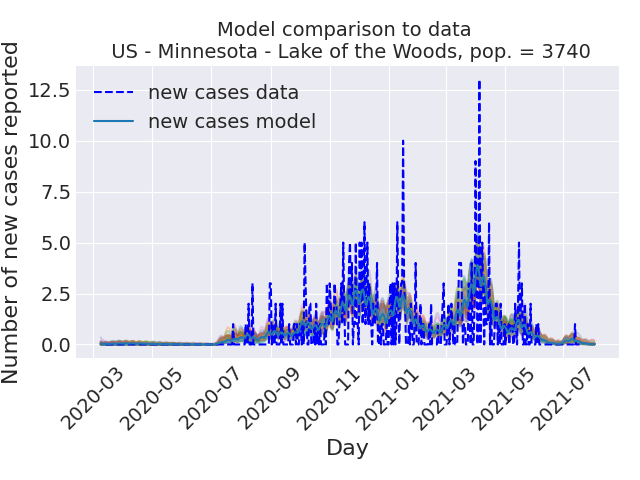 Model comparison to data
US - Minnesota - Lake of the Woods, pop. = 3740
Number of new cases reported
12.5
10.0
7.5
5.0
2.5
0.0
new cases data
new cases model
2020-03
2020-05
2020-07
2020-09
2020-11
2021-01
2021-03
2021-05
2021-07
Day